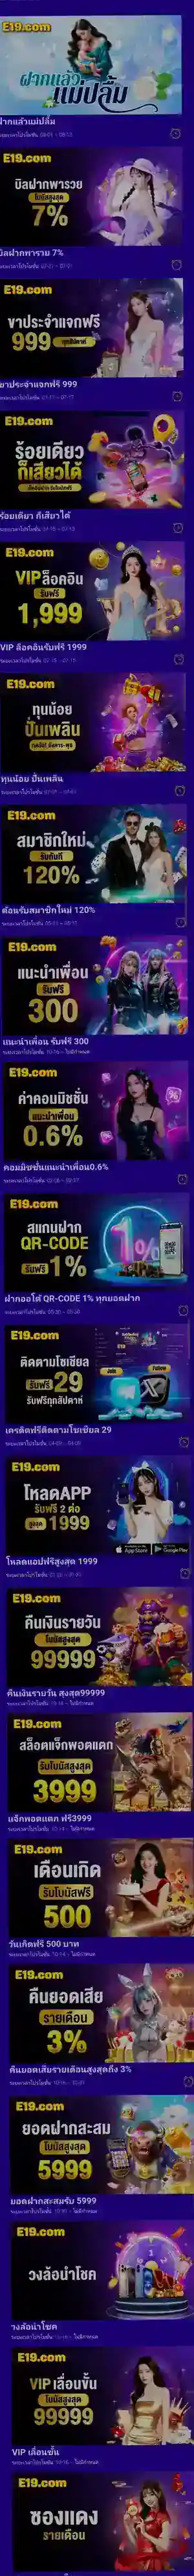 E19.com
ฝากแล้ว
แม่ปลื้ม
ฝากแล้วแม่ปลื้ม
E19.com
บิลฝากพารวย
โบนัสสูงสุด
7%
บิลฝากพารวย 7%
E19.com
ขาประจำแจกฟรี
999
ทุกสัปดาห์
ขาประจำแจกฟรี 999
E19.com
ร้อยเดียว
ก็เสียวได้
ร้อยเดียว ก็เสียวได้
E19.com
VIPล็อคอิน
รับฟรี
1,999
VIP ล็อคอินรับฟรี 1999
E19.com
ทุนน้อย
ปั่นเพลิน
ทุนน้อย ปั่นเพลิน
E19.com
สมาชิกใหม่
รับทันที
120%
ต้อนรับสมาชิกใหม่ 120%
E19.com
แนะนำเพื่อน
รับฟรี
300
แนะนำเพื่อน รับฟรี 300
E19.com
ค่าคอมมิชชั่น
แนะนำเพื่อน
0.6%
คอมมิชชั่นแนะนำเพื่อน0.6%
E19.com
สแกนฝาก
QR-CODE
รับฟรี 1%
1%
ฝากออโต้ QR-CODE 1% ทุกยอดฝาก
E19.com
ติดตามโซเชียล
รับฟรี 29
รับฟรีทุกสัปดาห์
Join
Follow
เครดิตฟรีติดตามโซเชียล 29
E19.com
โหลดAPP
รับฟรี 2 ต่อ
สูงสุด 1999
App Store
Google Play
โหลดแอปฟรีสูงสุด 1999
E19.com
คืนเงินรายวัน
โบนัสสูงสุด
99999
คืนเงินรายวัน สูงสุด99999
E19.com
สล็อตแจ็กพอตแตก
รับโบนัสสูงสุด
3999
แจ็กพอตแตก ฟรี3999
E19.com
เดือนเกิด
รับโบนัสฟรี
500
วันเกิดฟรี 500 บาท
E19.com
คืนยอดเสีย
รายเดือน
3%
คืนยอดเสียรายเดือนสูงสุดถึง 3%
E19.com
ยอดฝากสะสม
โบนัสสูงสุด
5999
ยอดฝากสะสมรับ 5999
E19.com
วงล้อนำโชค
วงล้อนำโชค
E19.com
VIPเลื่อนขั้น
โบนัสสูงสุด
99999
VIP เลื่อนขั้น
E19.com
ซองแดง
รายเดือน